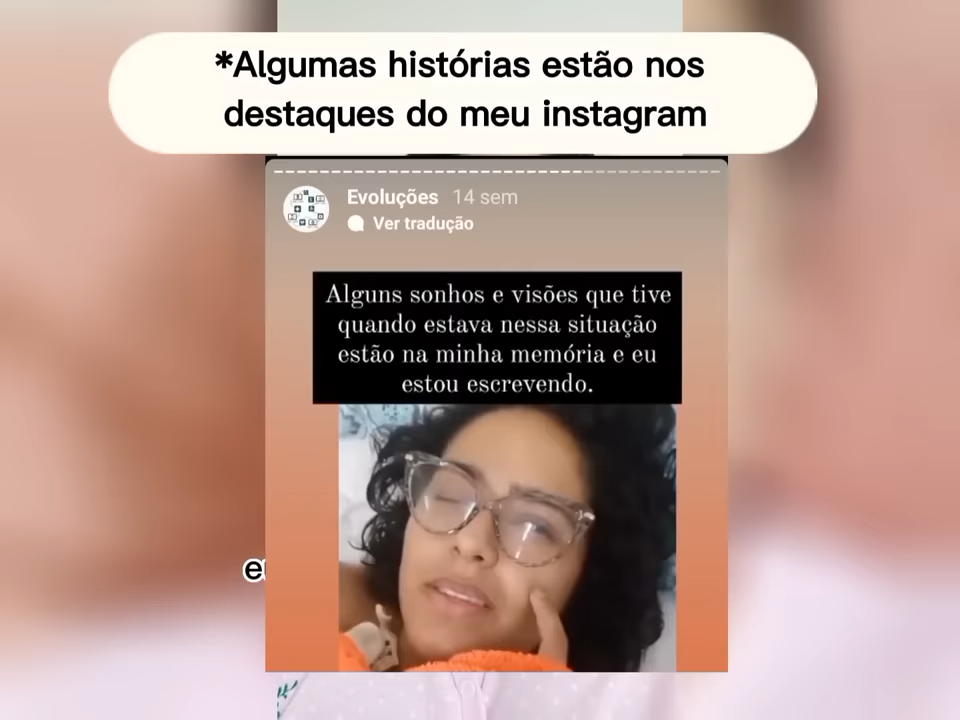 *Algumas histórias estão nos
destaques do meu instagram
Evoluções 14 sem
Ver tradução
Alguns sonhos e visões que tive
quando estava nessa situação
estão na minha memória e eu
estou escrevendo.